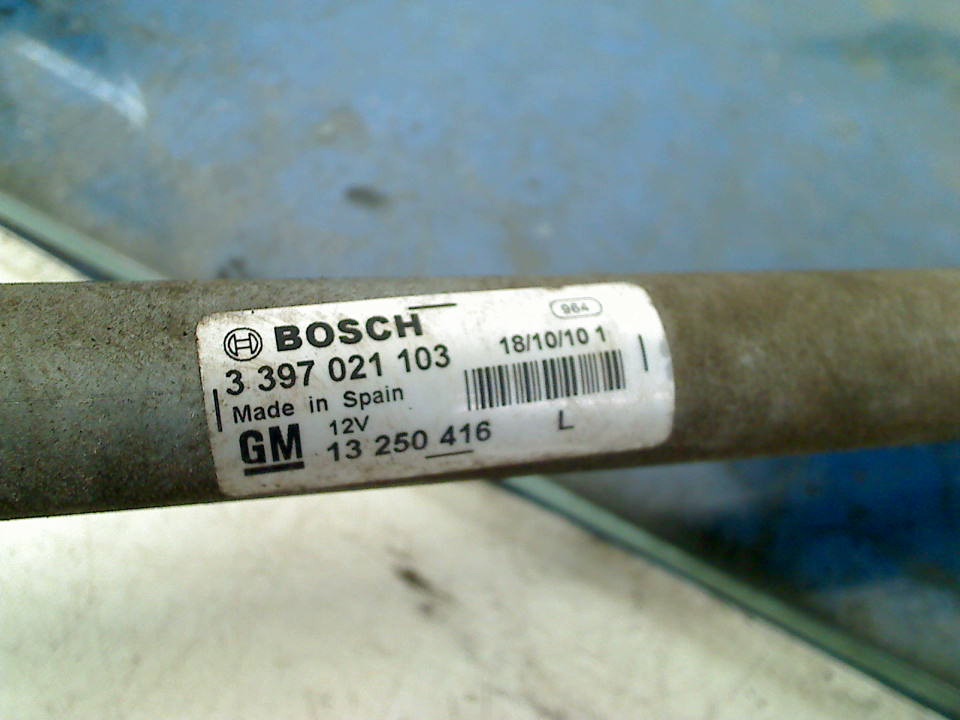 964
BOSCH
18/10/10 1
3 397 021 103
Made in Spain
12V
L
GM
13 250 416